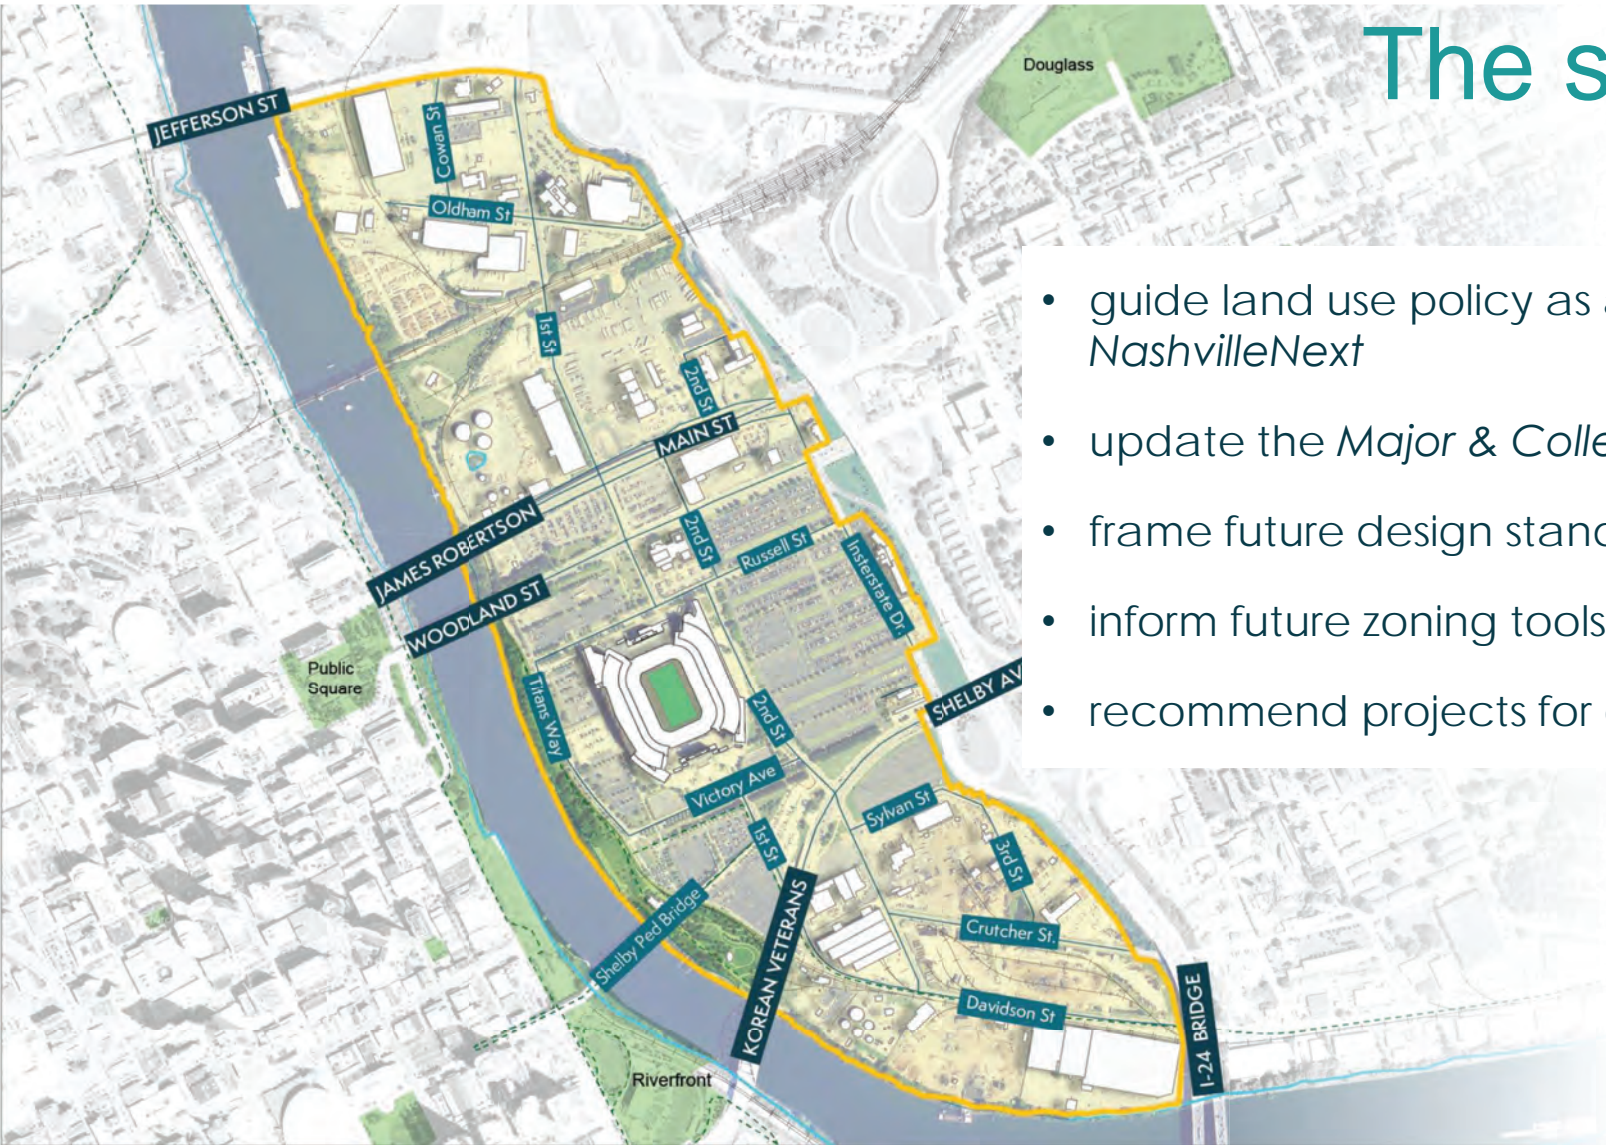 The s
Douglass
JEFFERSON ST
Cowan St
Oldham St
1st St
2nd St
MAIN ST
JAMES ROBERTSON
2nd St
Russell St
Insterstate Dr.
WOODLAND ST
Public
Square
Titans Way
2nd St
SHELBY AV
Victory Ave
1st St
Sylvan St
3rd St
Shelby Ped Bridge
KOREAN VETERANS
Crutcher St.
Davidson St
I-24 BRIDGE
Riverfront
• guide land use policy as
NashvilleNext
• update the Major & Colle
• frame future design stand
• inform future zoning tools
• recommend projects for